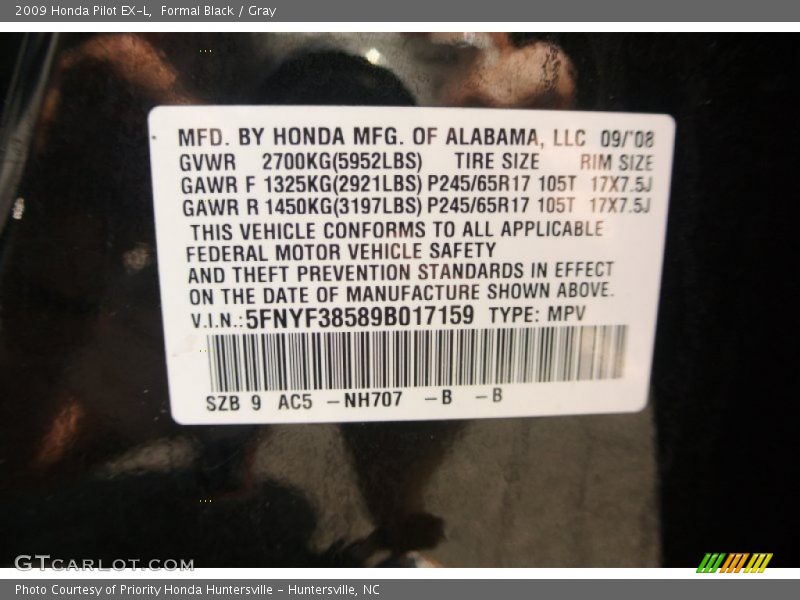 2009 Honda Pilot EX-L, Formal Black / Gray
MFD. BY HONDA MFG. OF ALABAMA, LLC 09/'08
GVWR 2700KG(5952LBS) TIRE SIZE RIM SIZE
GAWR F 1325KG(2921LBS) P245/65R17 105T 17X7.5J
GAWR R 1450KG(3197LBS) P245/65R17 105T 17X7.5J
THIS VEHICLE CONFORMS TO ALL APPLICABLE
FEDERAL MOTOR VEHICLE SAFETY
AND THEFT PREVENTION STANDARDS IN EFFECT
ON THE DATE OF MANUFACTURE SHOWN ABOVE.
V.I.N.:5FNYF38589B017159 TYPE: MPV
SZB 9 AC5 -NH707 -B -B
GTCARLOT.COM
Photo Courtesy of Priority Honda Huntersville - Huntersville, NC